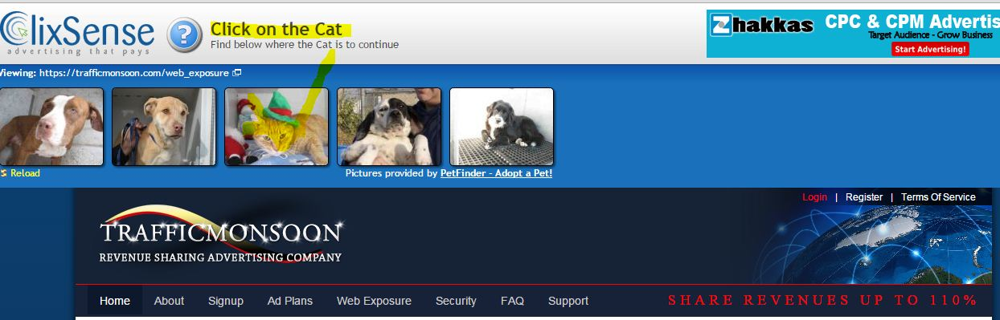 ClixSense
advertising that pays
?
Click on the Cat
Find below where the Cat is to continue
Zhakkas
CPC & CPM Advertis
Target Audience - Grow Business
Start Advertising!
Viewing: https://trafficmonsoon.com/web_exposure
Reload
Pictures provided by PetFinder - Adopt a Pet!
Login | Register | Terms Of Service
TRAFFICMONSOON
REVENUE SHARING ADVERTISING COMPANY
Home About Signup Ad Plans Web Exposure Security FAQ Support
SHARE REVENUES UP TO 110%